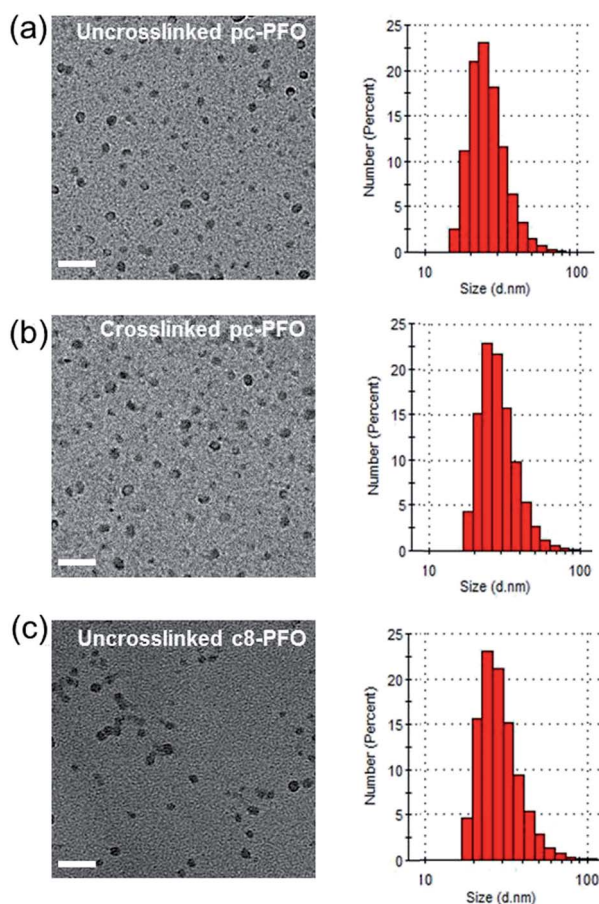 (a)
Uncrosslinked pc-PFO
Number (Percent)
25
20
15
10
5
0
10
100
Size (d.nm)
(b)
Crosslinked pc-PFO
Number (Percent)
25
20
15
10
5
0
10
100
Size (d.nm)
(c)
Uncrosslinked c8-PFO
Number (Percent)
25
20
15
10
5
0
10
100
Size (d.nm)